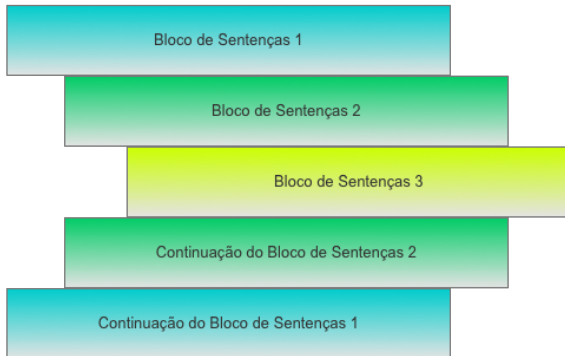 Bloco de Sentenças 1
Bloco de Sentenças 2
Bloco de Sentenças 3
Continuação do Bloco de Sentenças 2
Continuação do Bloco de Sentenças 1